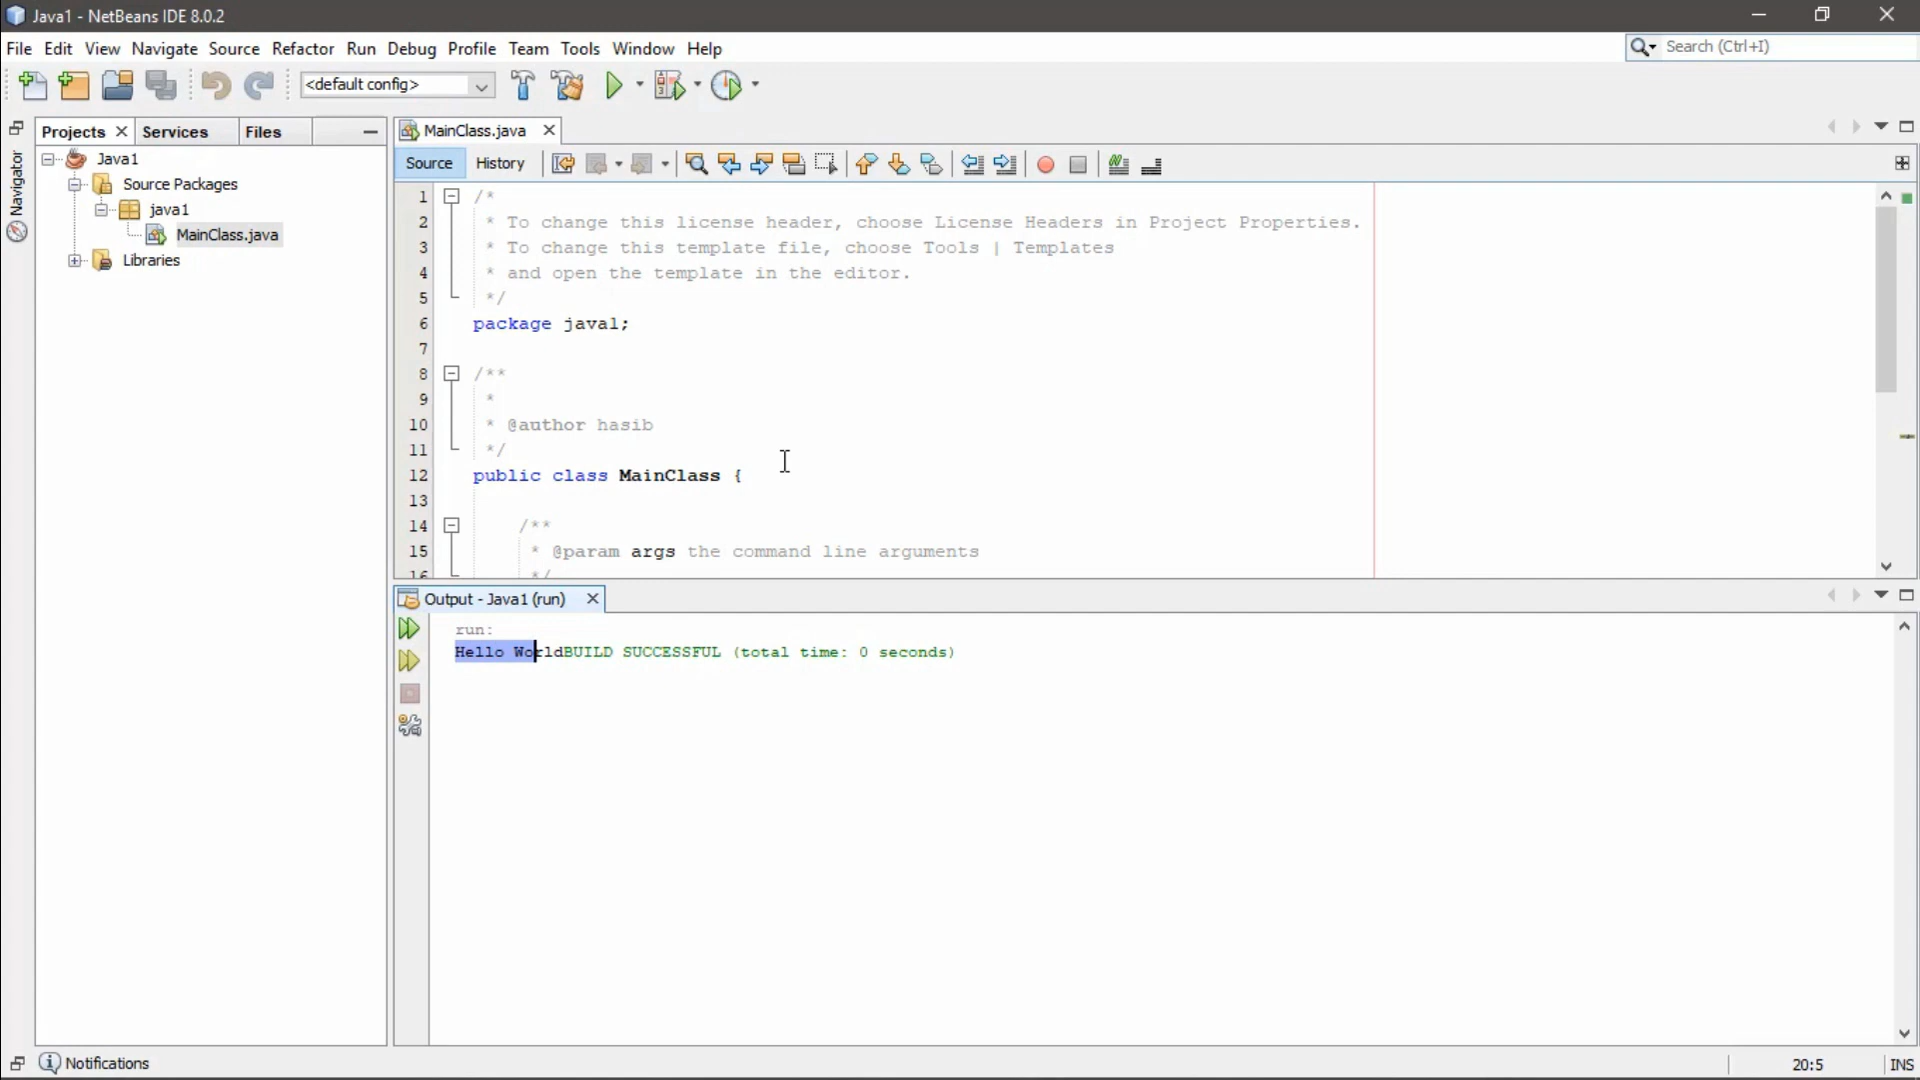 Java1 - NetBeans IDE 8.0.2
File Edit View Navigate Source Refactor Run Debug Profile Team Tools Window Help
Search (Ctrl+I)
<default config>
Projects Services Files
MainClass.java
Navigator
Java1
Source Packages
java1
MainClass.java
Libraries
Source History
1 /*
2 * To change this license header, choose License Headers in Project Properties.
3 * To change this template file, choose Tools | Templates
4 * and open the template in the editor.
5 */
6 package java1;
7
8 /**
9 *
10 * @author hasib
11 */
12 public class MainClass {
13
14 /**
15 * @param args the command line arguments
16 */
Output - Java1 (run)
run:
Hello WorldBUILD SUCCESSFUL (total time: 0 seconds)
Notifications
20:5 INS